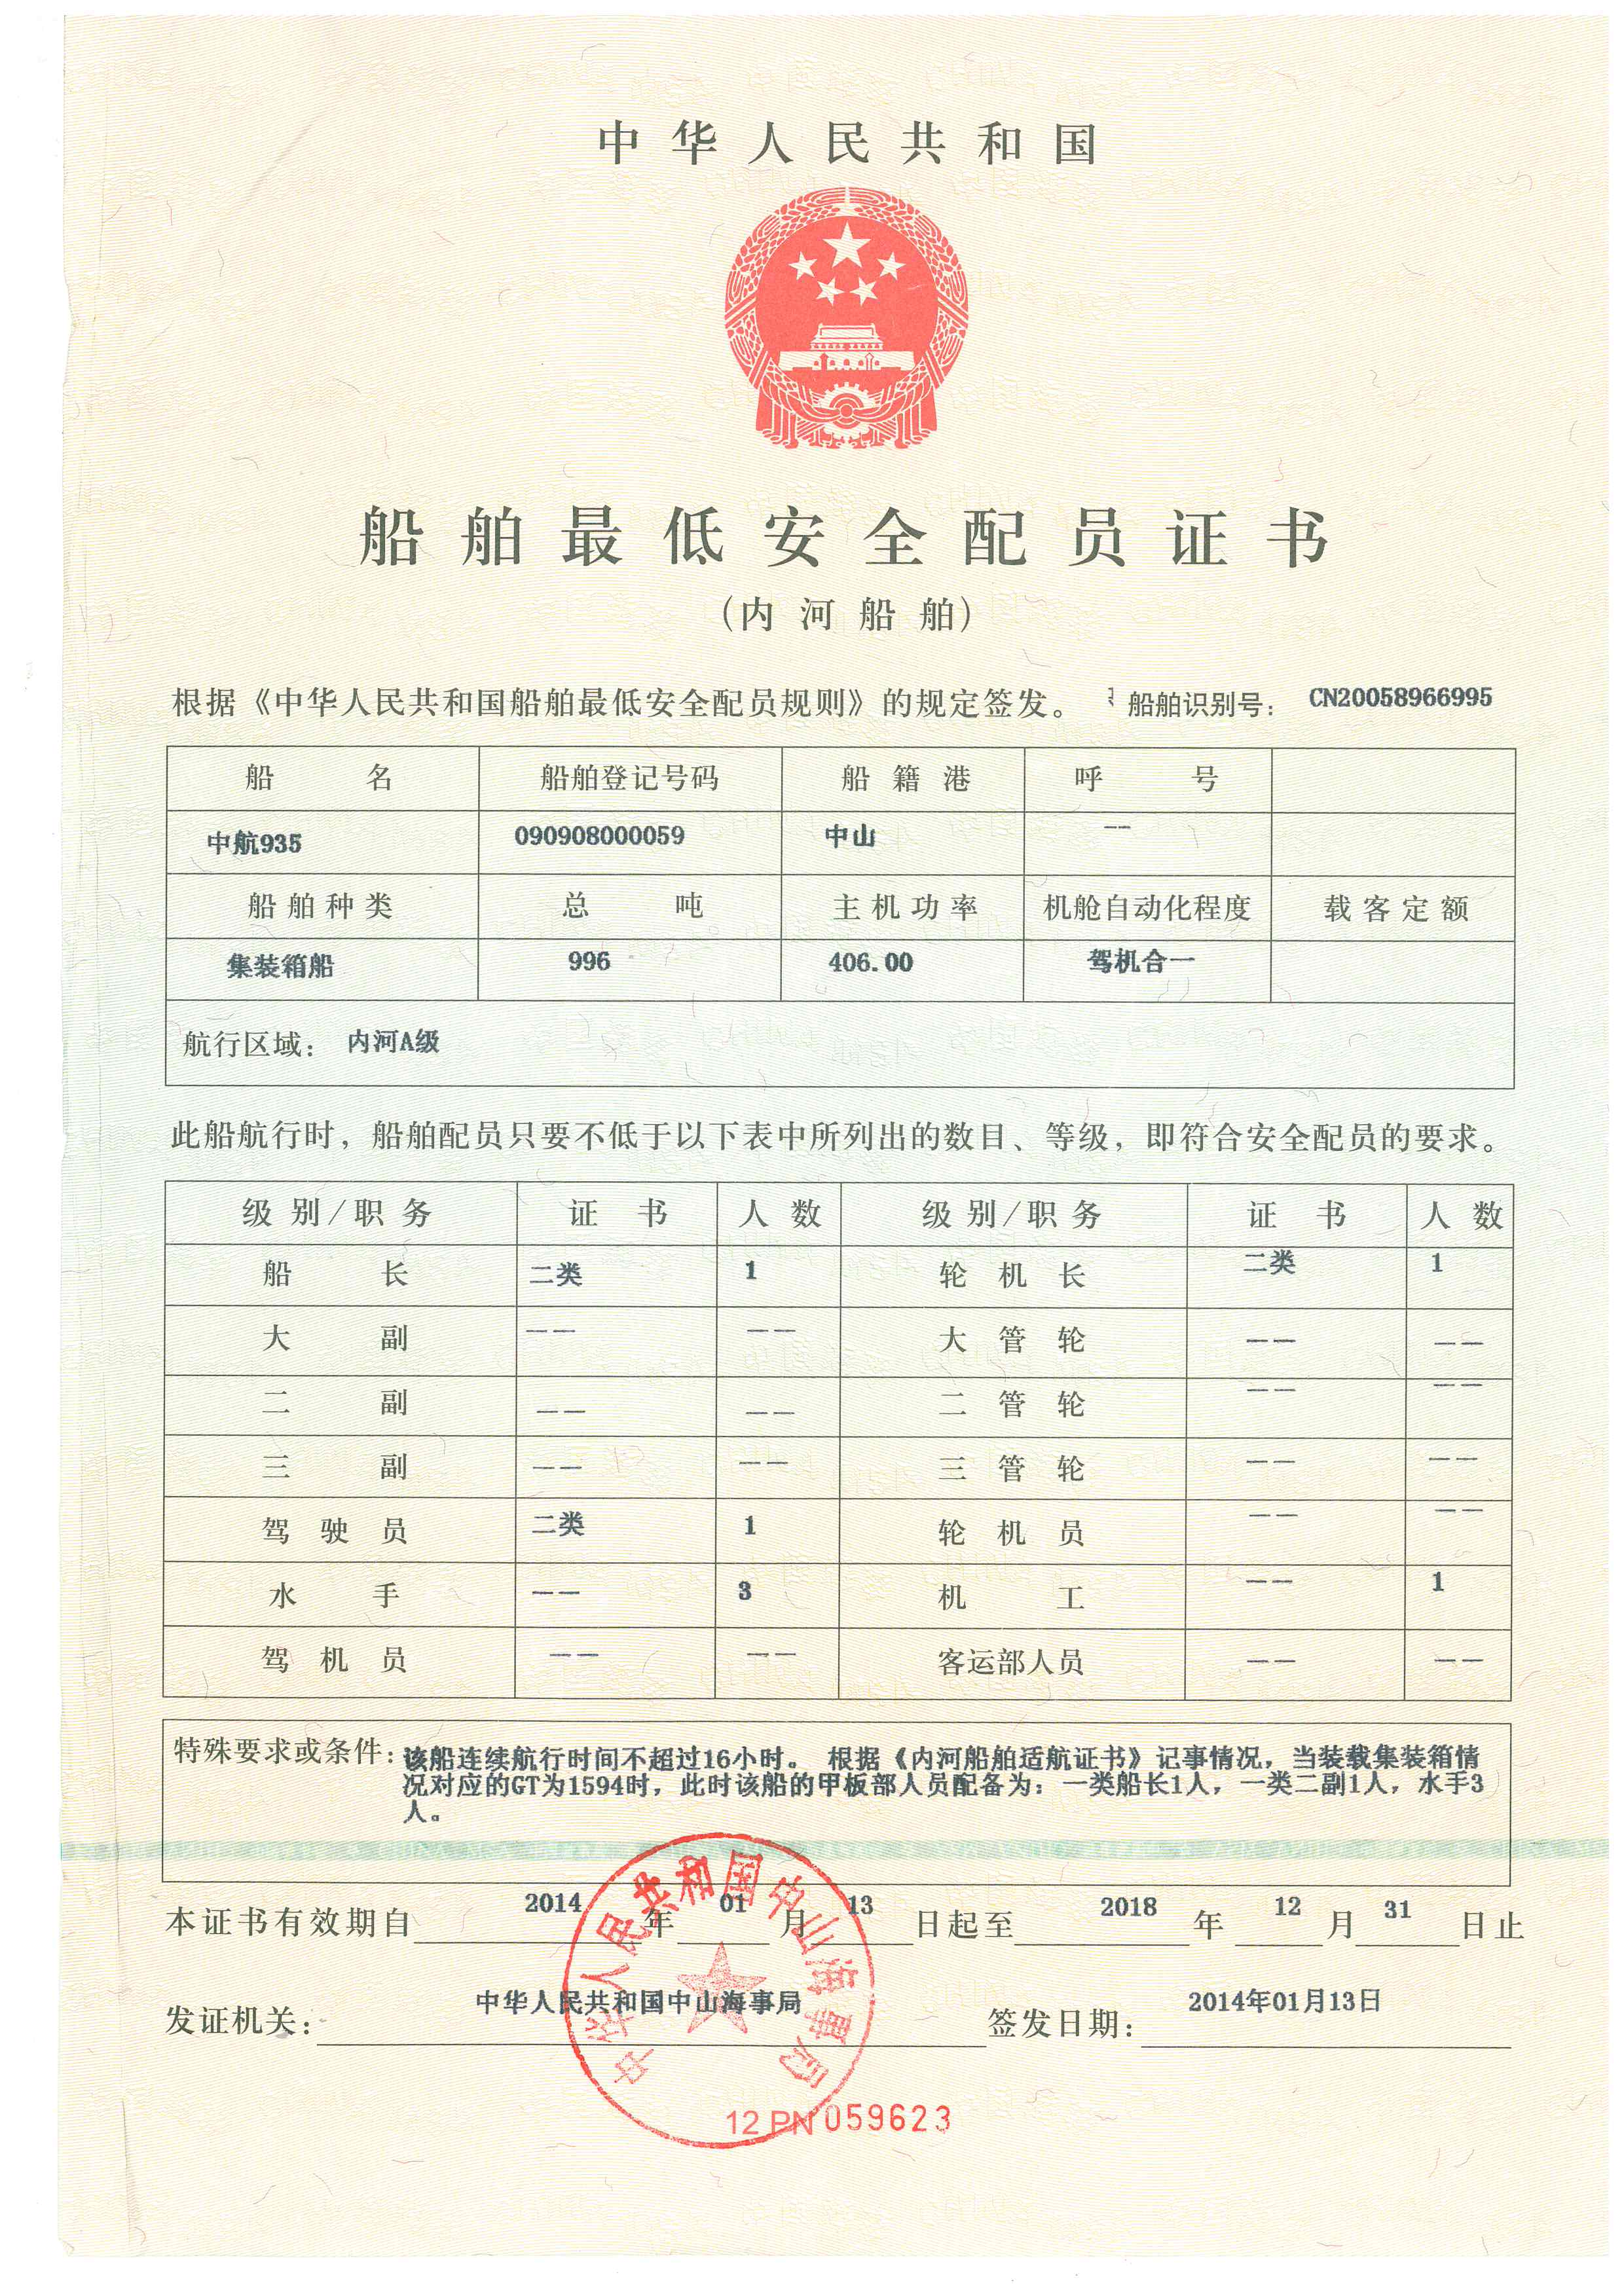 中华人民共和国
船舶最低安全配员证书
(内河船舶)
根据《中华人民共和国船舶最低安全配员规则》的规定签发。 船舶识别号： CN20058966995
船名 船舶登记号码 船籍港 呼号
中航935 090908000059 中山 --
船舶种类 总吨 主机功率 机舱自动化程度 载客定额
集装箱船 996 406.00 驾机合一
航行区域： 内河A级
此船航行时，船舶配员只要不低于以下表中所列出的数目、等级，即符合安全配员的要求。
级别/职务 证书 人数 级别/职务 证书 人数
船长 二类 1 轮机长 二类 1
大副 -- -- 大管轮 -- --
二副 -- -- 二管轮 -- --
三副 -- -- 三管轮 -- --
驾驶员 二类 1 轮机员 -- --
水手 -- 3 机工 -- 1
驾机员 -- -- 客运部人员 -- --
特殊要求或条件：该船连续航行时间不超过16小时。 根据《内河船舶适航证书》记事情况，当装载集装箱情
况对应的GT为1594时，此时该船的甲板部人员配备为：一类船长1人，一类二副1人，水手3
人。
本证书有效期自2014年01月13日起至2018年12月31日止
发证机关：中华人民共和国中山海事局 签发日期：2014年01月13日
中华人民共和国中山海事局
12 PN 059623